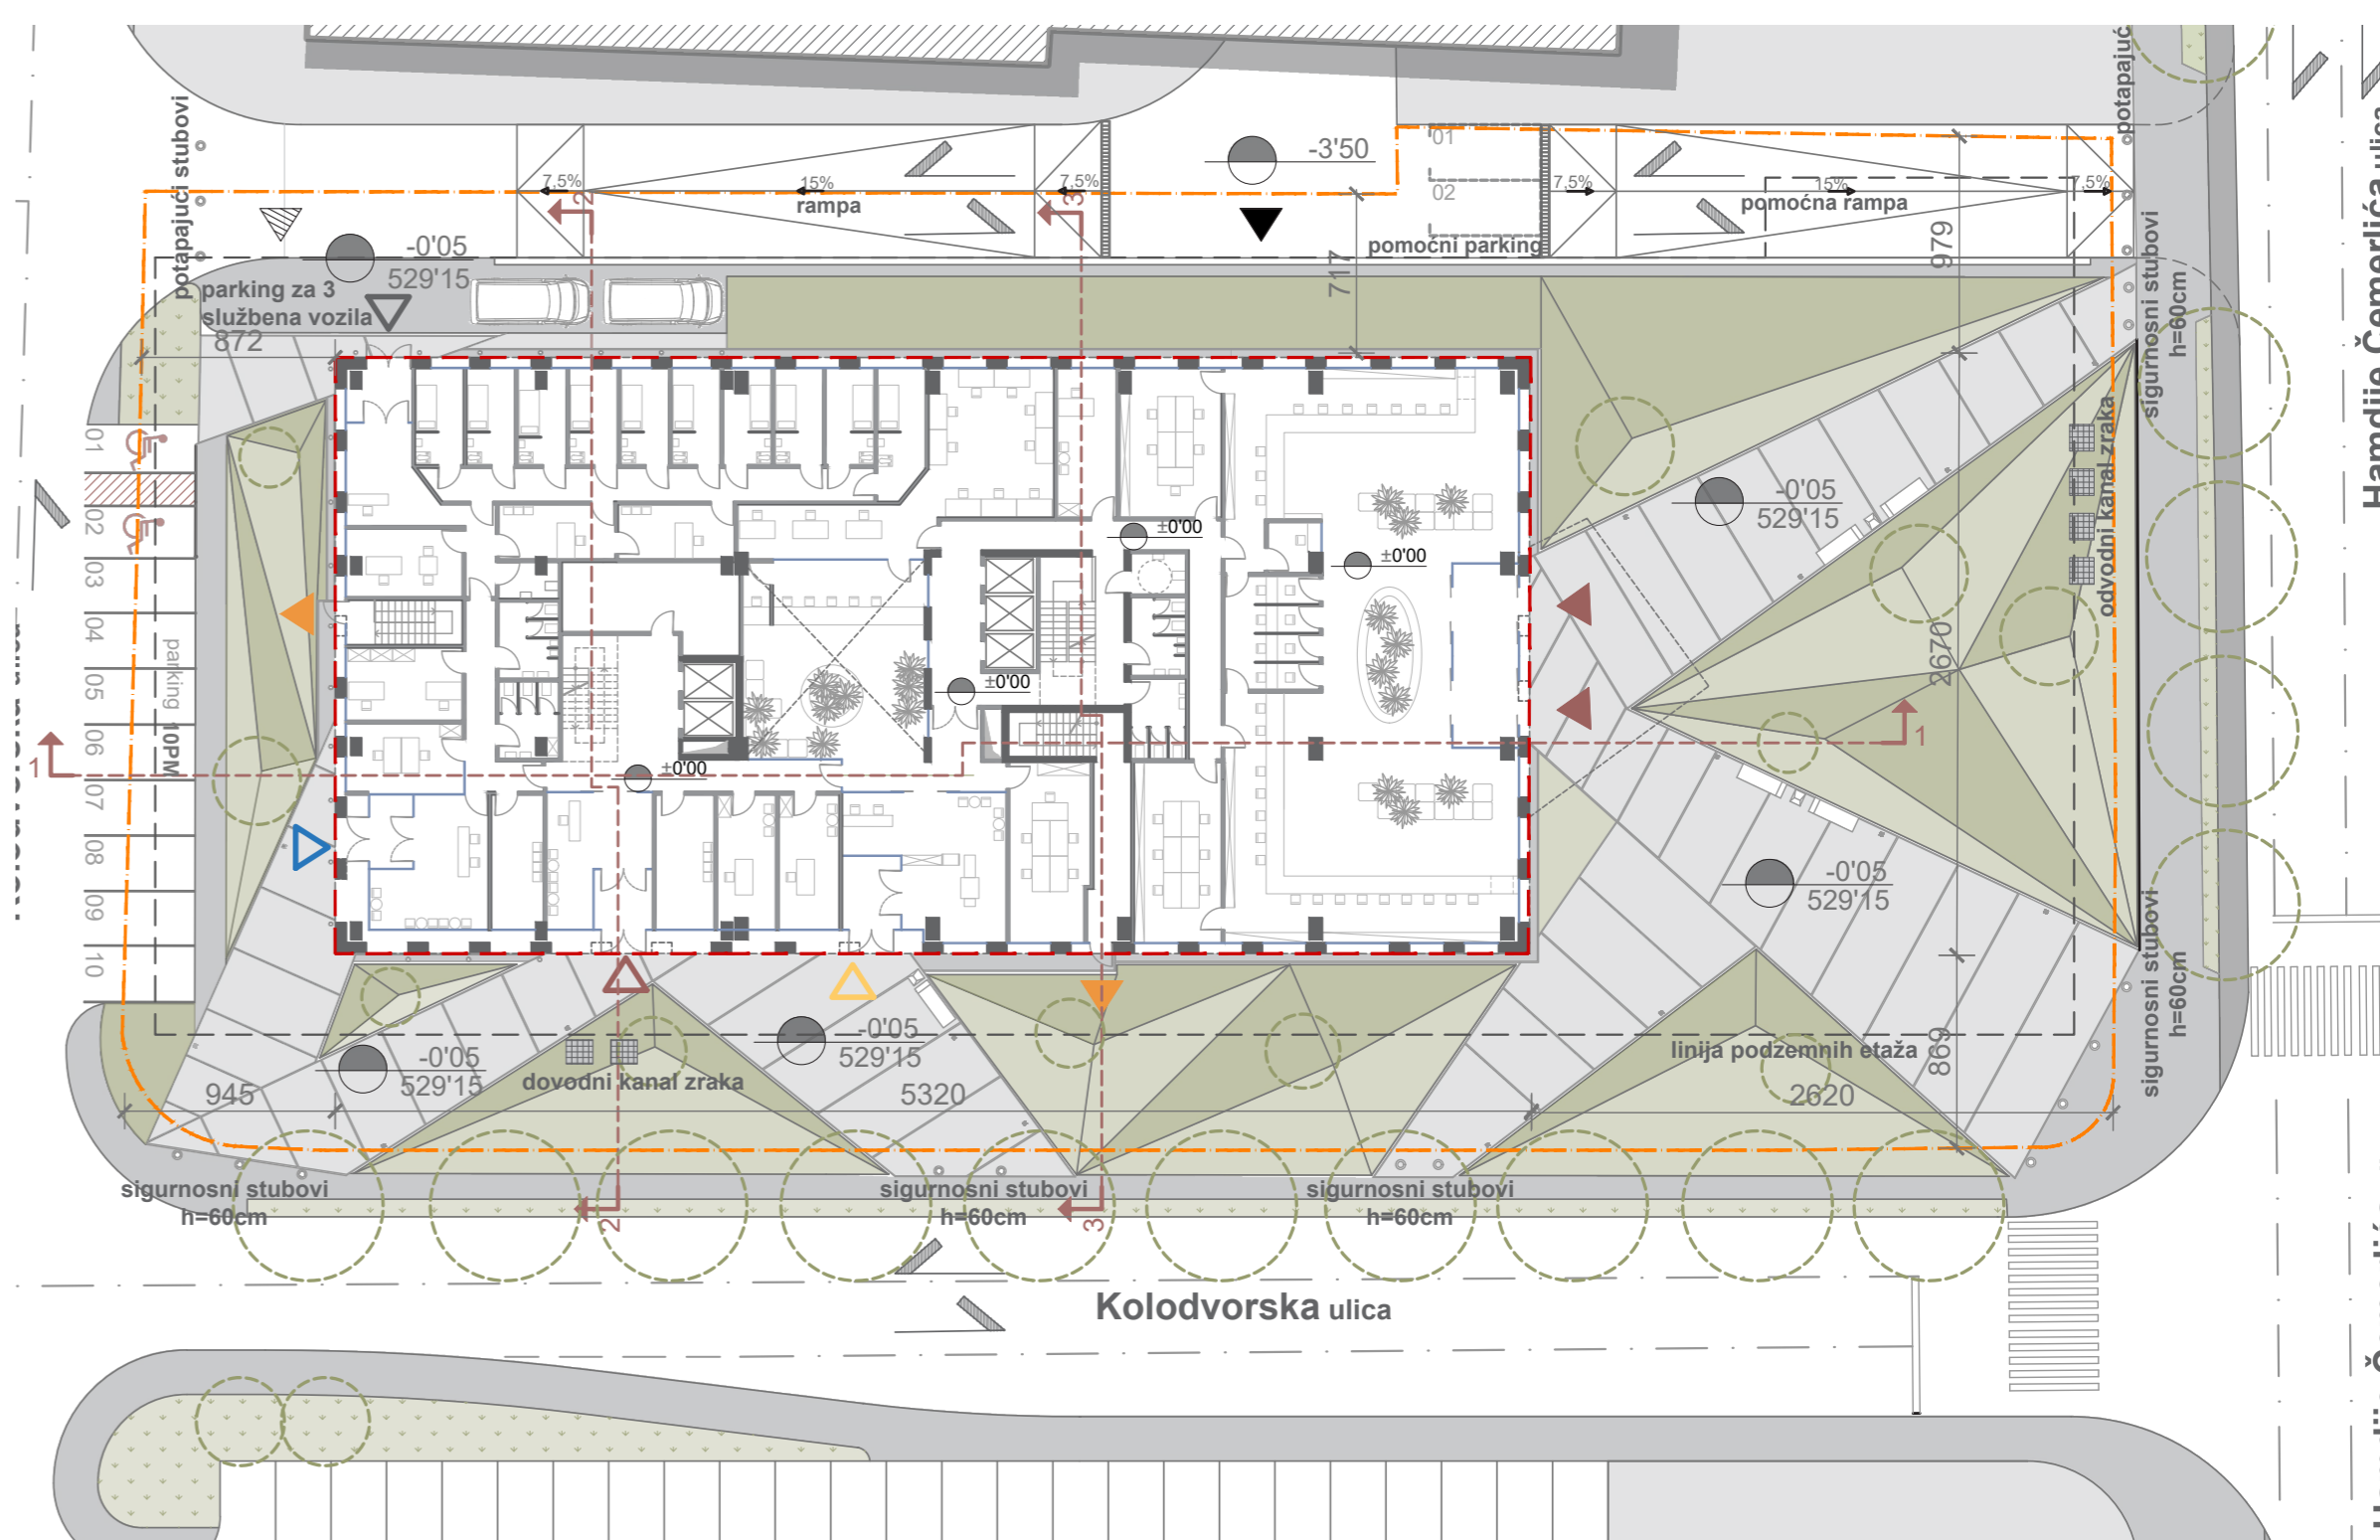 potapajući stubovi
-3'50
01
02
7,5%
15%
rampa
7,5%
7,5%
15%
pomoćna rampa
7,5%
pomoćni parking
2
3
-0'05
529'15
parking za 3
službena vozila
872
717
979
sigurnosni stubovi
h=60cm
odvodni kanal zraka
Hamdije Čemerlića ulica
01
02
03
04
05
06
07
08
09
10
parking 10PM
±0'00
±0'00
±0'00
±0'00
-0'05
529'15
2670
1
1
-0'05
529'15
sigurnosni stubovi
h=60cm
-0'05
529'15
-0'05
529'15
dovodni kanal zraka
linija podzemnih etaža
869
945
5320
2620
sigurnosni stubovi
h=60cm
sigurnosni stubovi
h=60cm
sigurnosni stubovi
h=60cm
2
3
Kolodvorska ulica